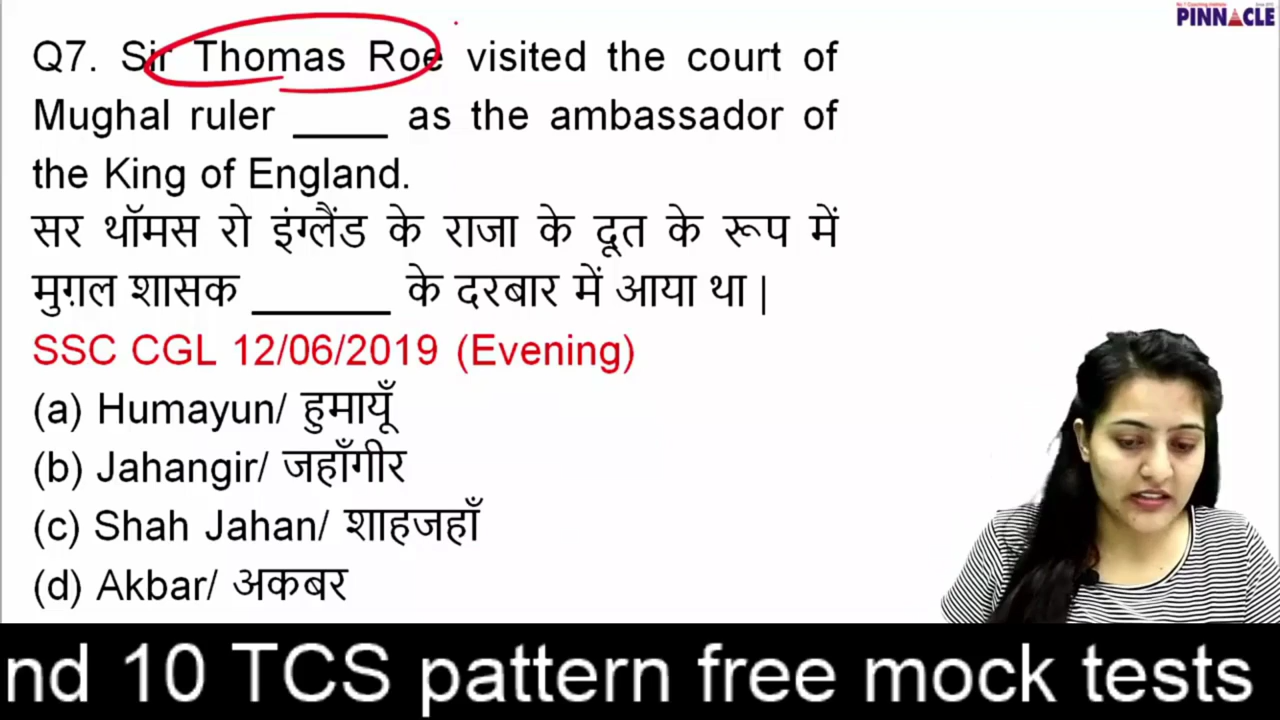 PINNACLE
Q7. Sir Thomas Roe visited the court of
Mughal ruler ____ as the ambassador of
the King of England.
सर थॉमस रो इंग्लैंड के राजा के दूत के रूप में
मुग़ल शासक ______ के दरबार में आया था |
SSC CGL 12/06/2019 (Evening)
(a) Humayun/ हुमायूँ
(b) Jahangir/ जहाँगीर
(c) Shah Jahan/ शाहजहाँ
(d) Akbar/ अकबर
nd 10 TCS pattern free mock tests